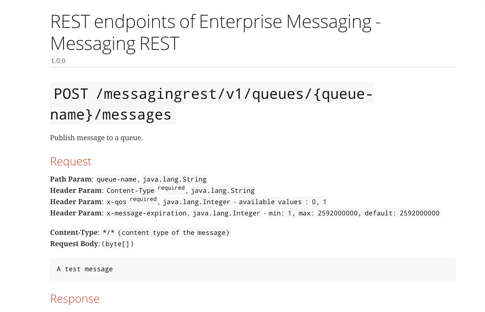 REST endpoints of Enterprise Messaging -
Messaging REST
1.0.0
POST /messagingrest/v1/queues/{queue-
name}/messages
Publish message to a queue.
Request
Path Param: queue-name, java.lang.String
Header Param: Content-Type required, java.lang.String
Header Param: x-qos required, java.lang.Integer - available values : 0, 1
Header Param: x-message-expiration, java.lang.Integer - min: 1, max: 2592000000, default: 2592000000
Content-Type: */* (content type of the message)
Request Body: (byte[])
A test message
Response